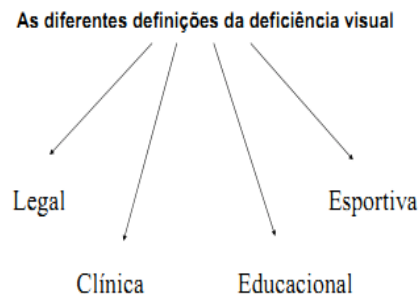 As diferentes definições da deficiência visual
Legal
Esportiva
Clínica
Educacional